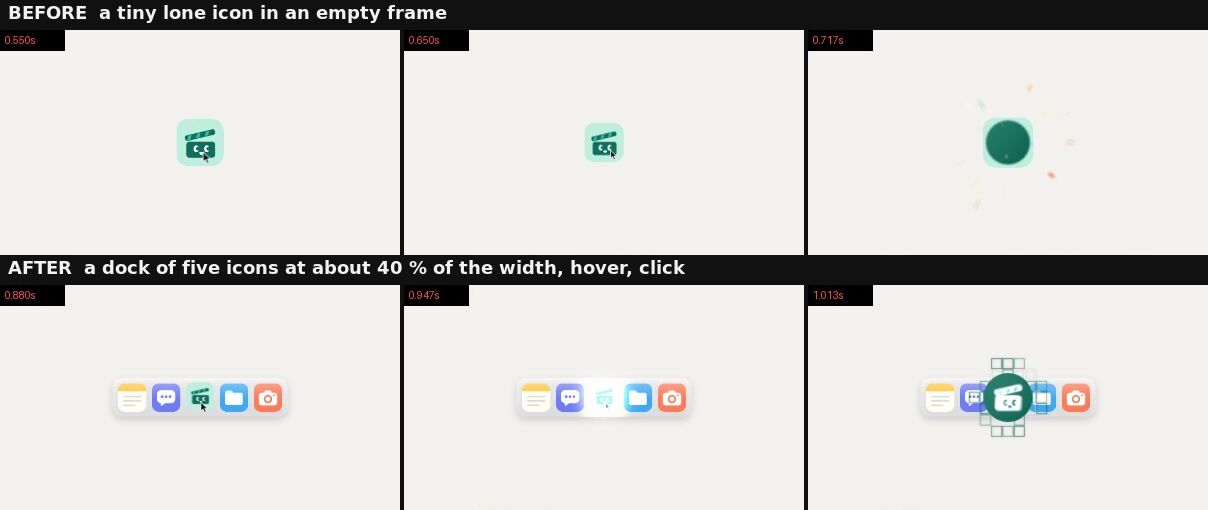 BEFORE a tiny lone icon in an empty frame
0.550s
0.650s
0.717s
AFTER a dock of five icons at about 40 % of the width, hover, click
0.880s
0.947s
1.013s